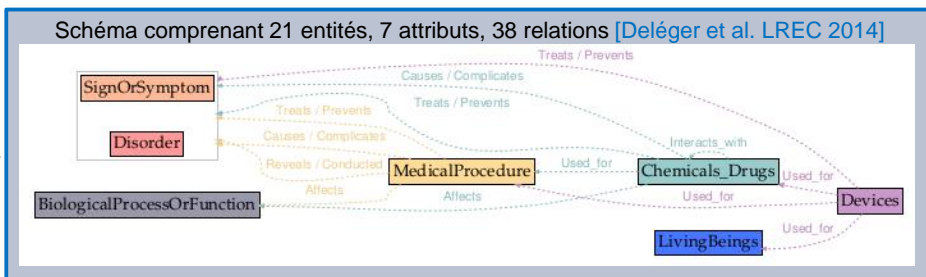 Schéma comprenant 21 entités, 7 attributs, 38 relations [Deléger et al. LREC 2014]
Treats / Prevents
Causes / Complicates
SignOrSymptom
Treats / Prevents
Treats / Prevents
Causes / Complicates
Interacts_with
Disorder
Reveals / Conducted
MedicalProcedure
Used_for
Chemicals_Drugs
Used_for
Affects
Affects
Used_for
Devices
BiologicalProcessOrFunction
Used_for
LivingBeings